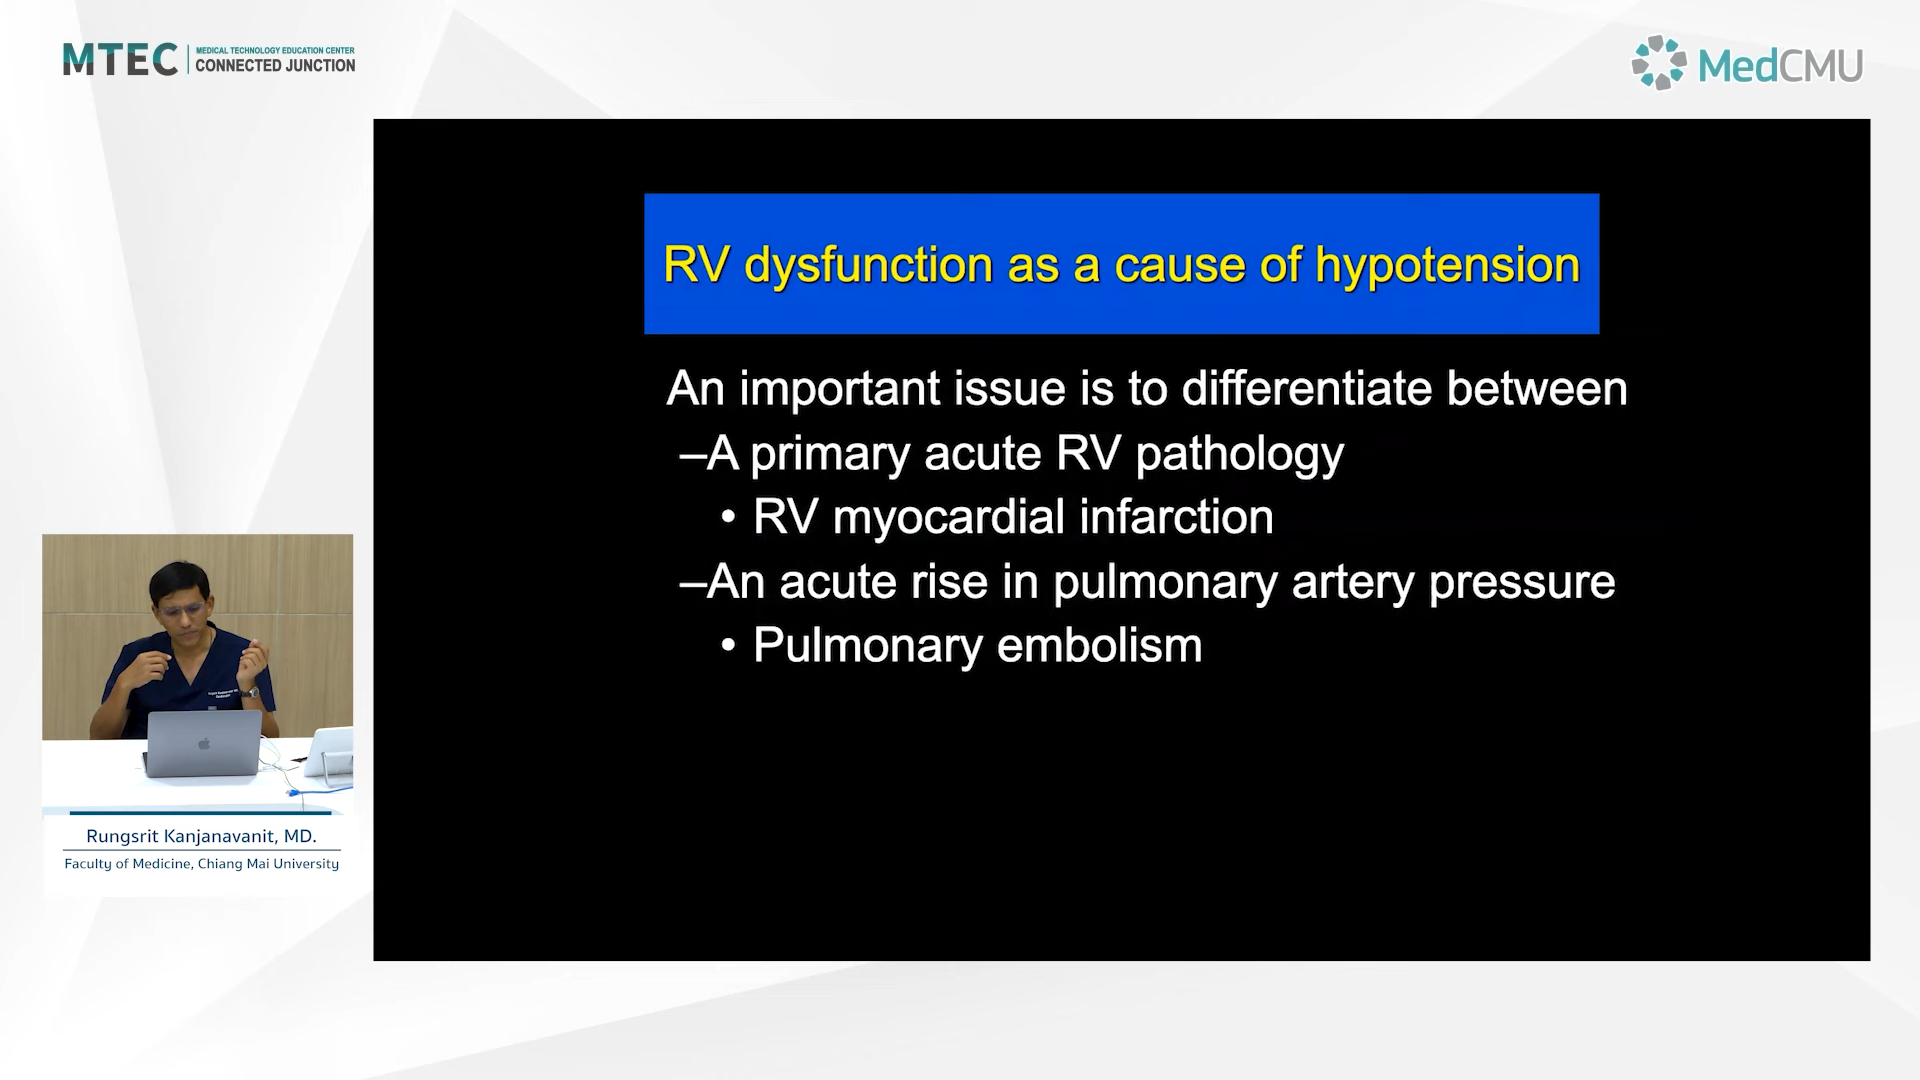 MTEC
MEDICAL TECHNOLOGY EDUCATION CENTER
CONNECTED JUNCTION
MedCMU
RV dysfunction as a cause of hypotension
An important issue is to differentiate between
–A primary acute RV pathology
• RV myocardial infarction
–An acute rise in pulmonary artery pressure
• Pulmonary embolism
Rungsrit Kanjanavanit, MD.
Faculty of Medicine, Chiang Mai University